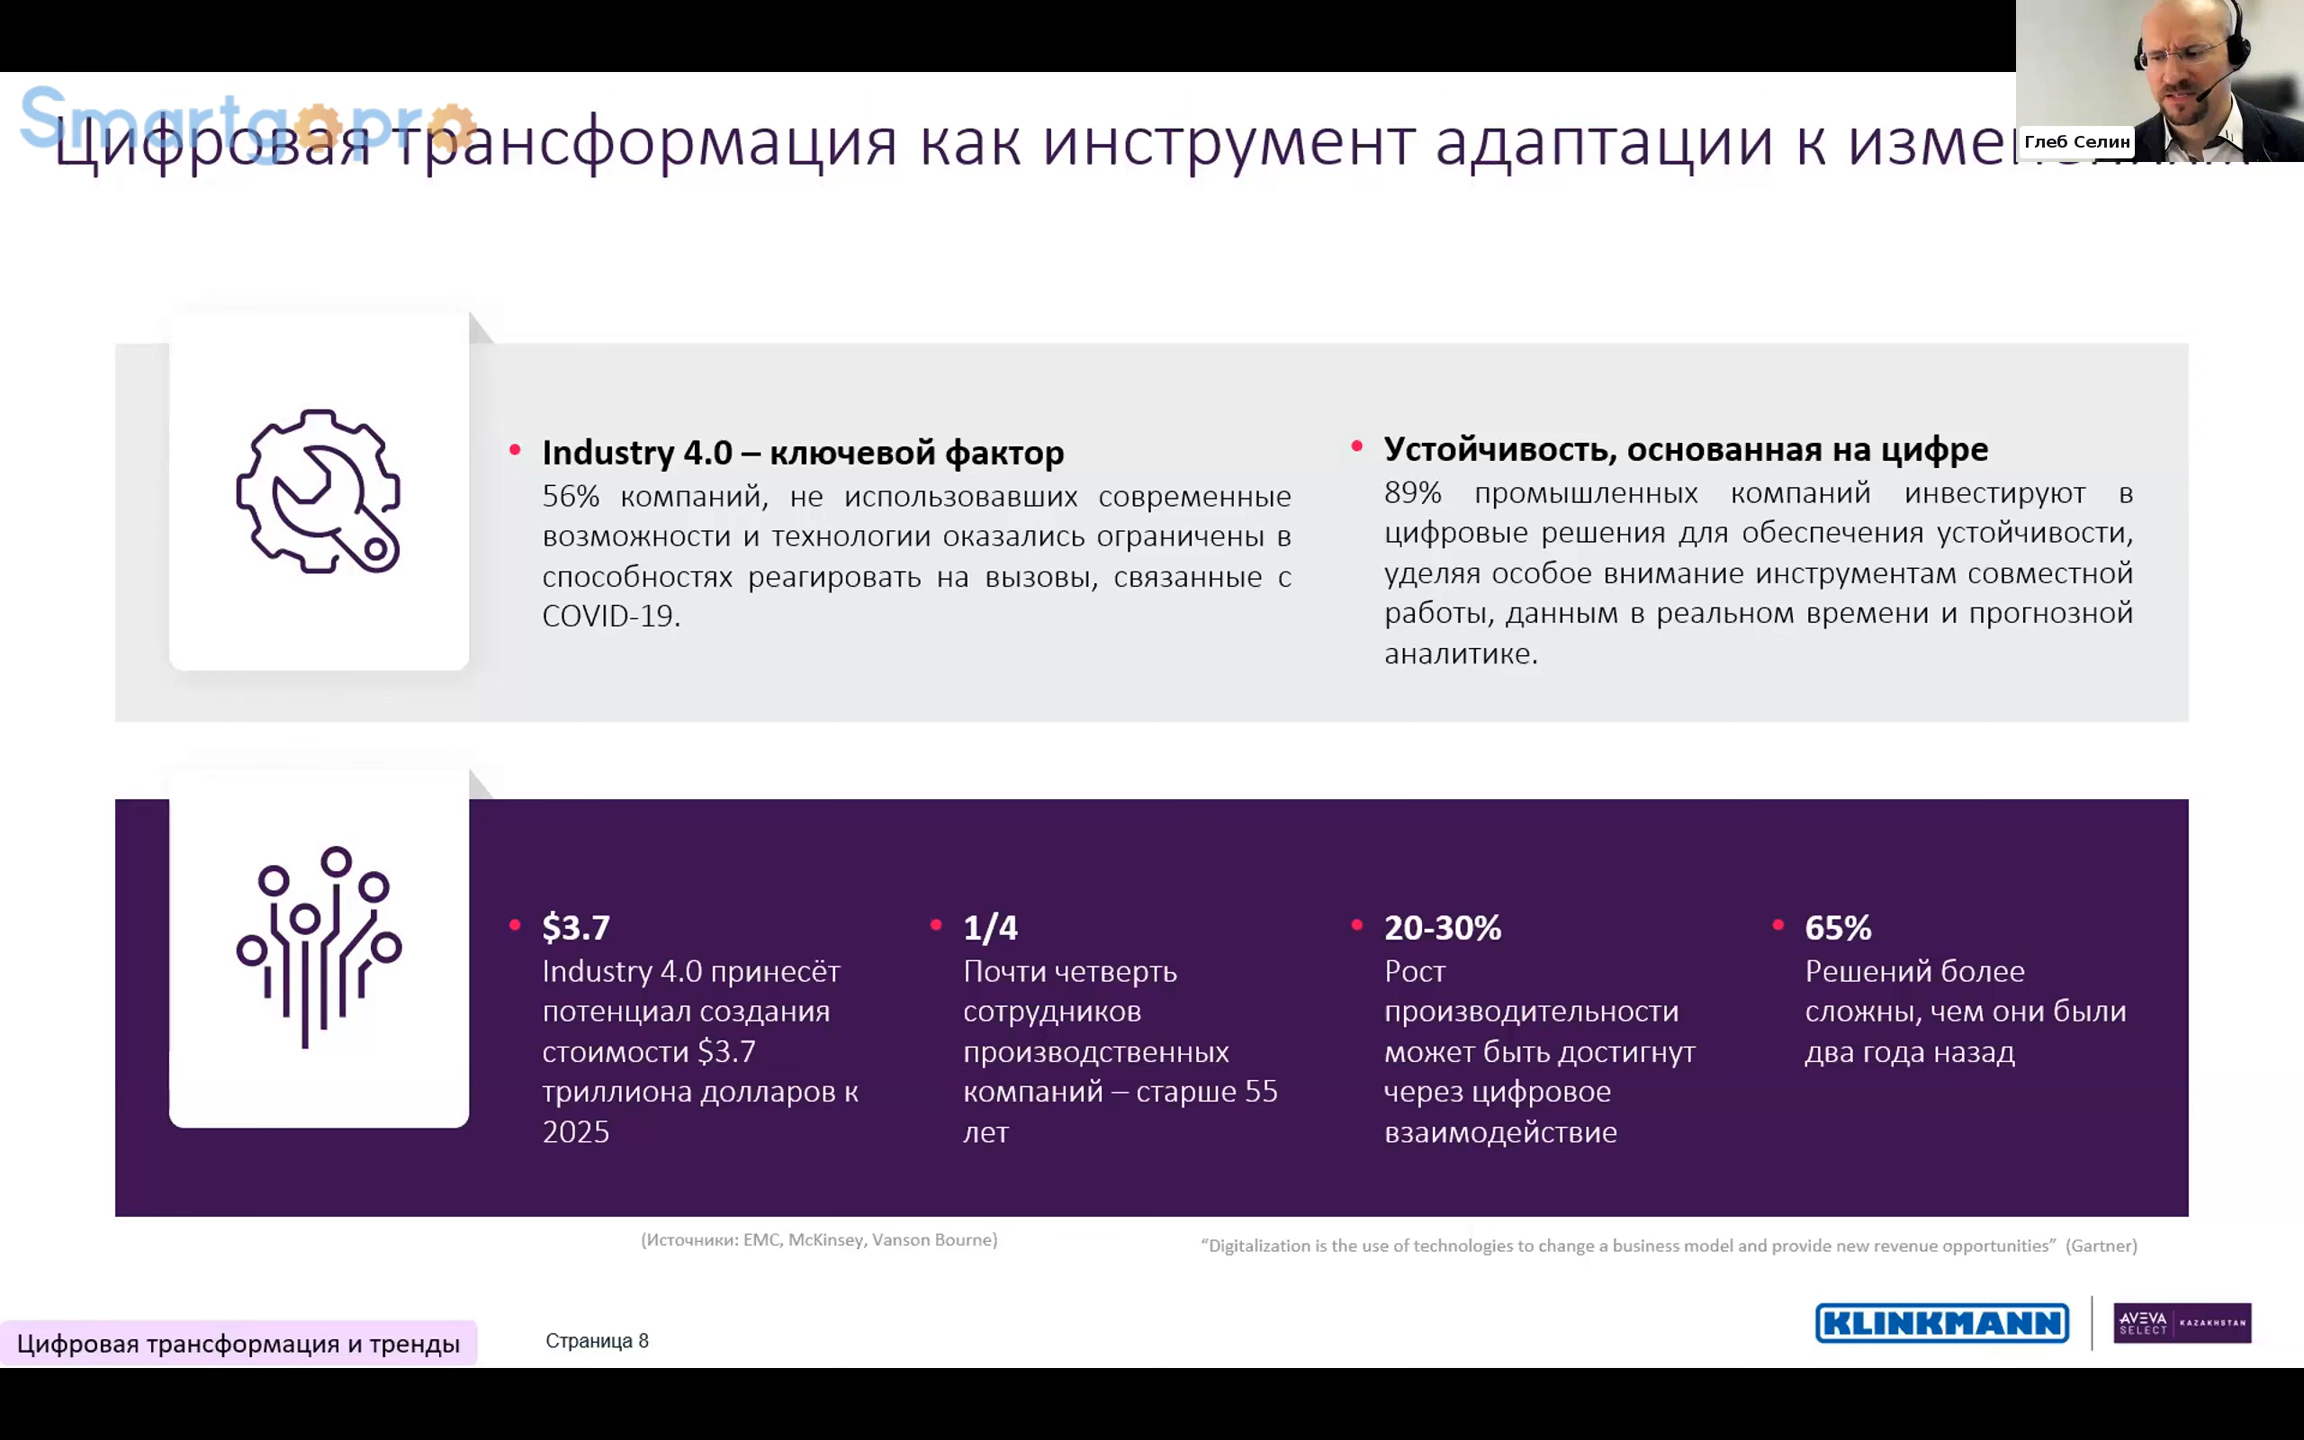 Smartgopro
Цифровая трансформация как инструмент адаптации к
Глеб Селин
Industry 4.0 – ключевой фактор
56% компаний, не использовавших современные
возможности и технологии оказались ограничены в
способностях реагировать на вызовы, связанные с
COVID-19.
Устойчивость, основанная на цифре
89% промышленных компаний инвестируют в
цифровые решения для обеспечения устойчивости,
уделяя особое внимание инструментам совместной
работы, данным в реальном времени и прогнозной
аналитике.
$3.7
Industry 4.0 принесёт
потенциал создания
стоимости $3.7
триллиона долларов к
2025
1/4
Почти четверть
сотрудников
производственных
компаний – старше 55
лет
20-30%
Рост
производительности
может быть достигнут
через цифровое
взаимодействие
65%
Решений более
сложны, чем они были
два года назад
(Источники: EMC, McKinsey, Vanson Bourne)
“Digitalization is the use of technologies to change a business model and provide new revenue opportunities” (Gartner)
Цифровая трансформация и тренды
Страница 8
KLINKMANN
AVEVA
SELECT
KAZAKHSTAN